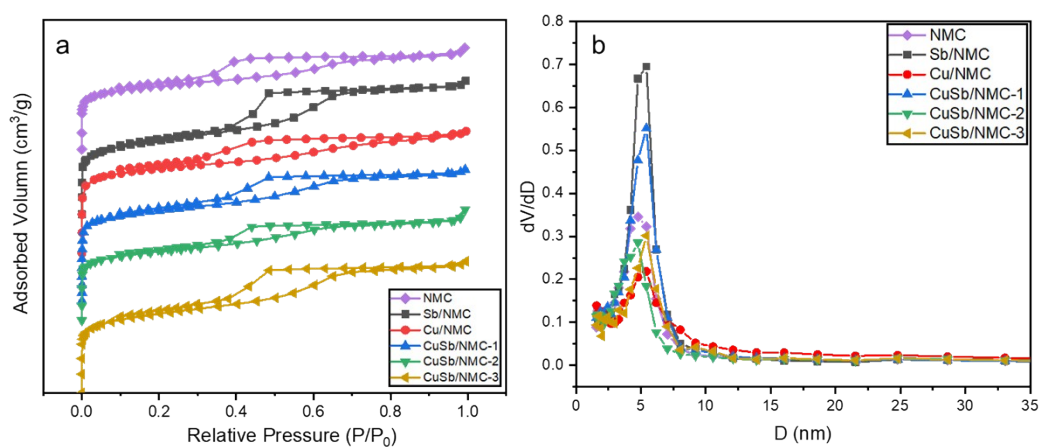 a
Adsorbed Volumn (cm³/g)
NMC
Sb/NMC
Cu/NMC
CuSb/NMC-1
CuSb/NMC-2
CuSb/NMC-3
0.0 0.2 0.4 0.6 0.8 1.0
Relative Pressure (P/P₀)
b
dV/dD
0.7
0.6
0.5
0.4
0.3
0.2
0.1
0.0
NMC
Sb/NMC
Cu/NMC
CuSb/NMC-1
CuSb/NMC-2
CuSb/NMC-3
0 5 10 15 20 25 30 35
D (nm)